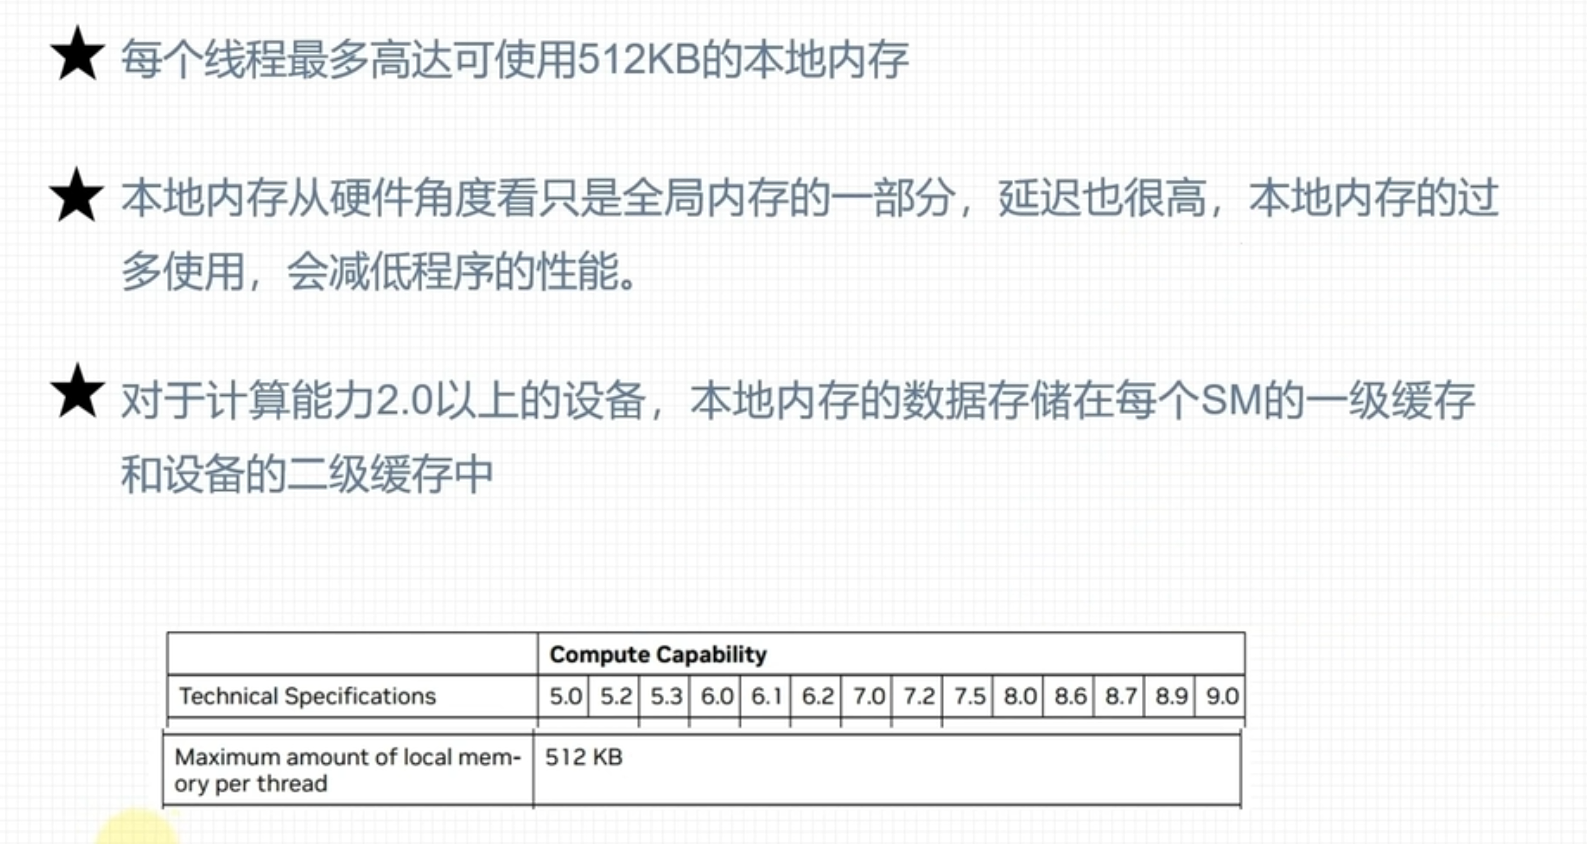 ★ 每个线程最多高达可使用512KB的本地内存
★ 本地内存从硬件角度看只是全局内存的一部分，延迟也很高，本地内存的过
多使用，会减低程序的性能。
★ 对于计算能力2.0以上的设备，本地内存的数据存储在每个SM的一级缓存
和设备的二级缓存中
Compute Capability
Technical Specifications 5.0 5.2 5.3 6.0 6.1 6.2 7.0 7.2 7.5 8.0 8.6 8.7 8.9 9.0
Maximum amount of local mem- 512 KB
ory per thread